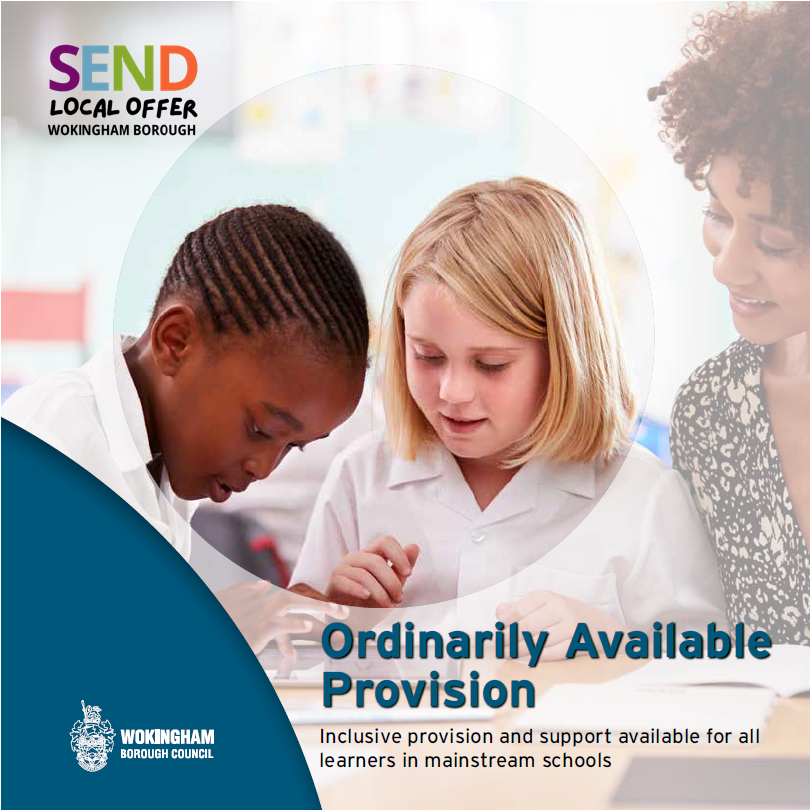 SEND
LOCAL OFFER
WOKINGHAM BOROUGH
Ordinarily Available
Provision
Inclusive provision and support available for all
learners in mainstream schools
WOKINGHAM
BOROUGH COUNCIL